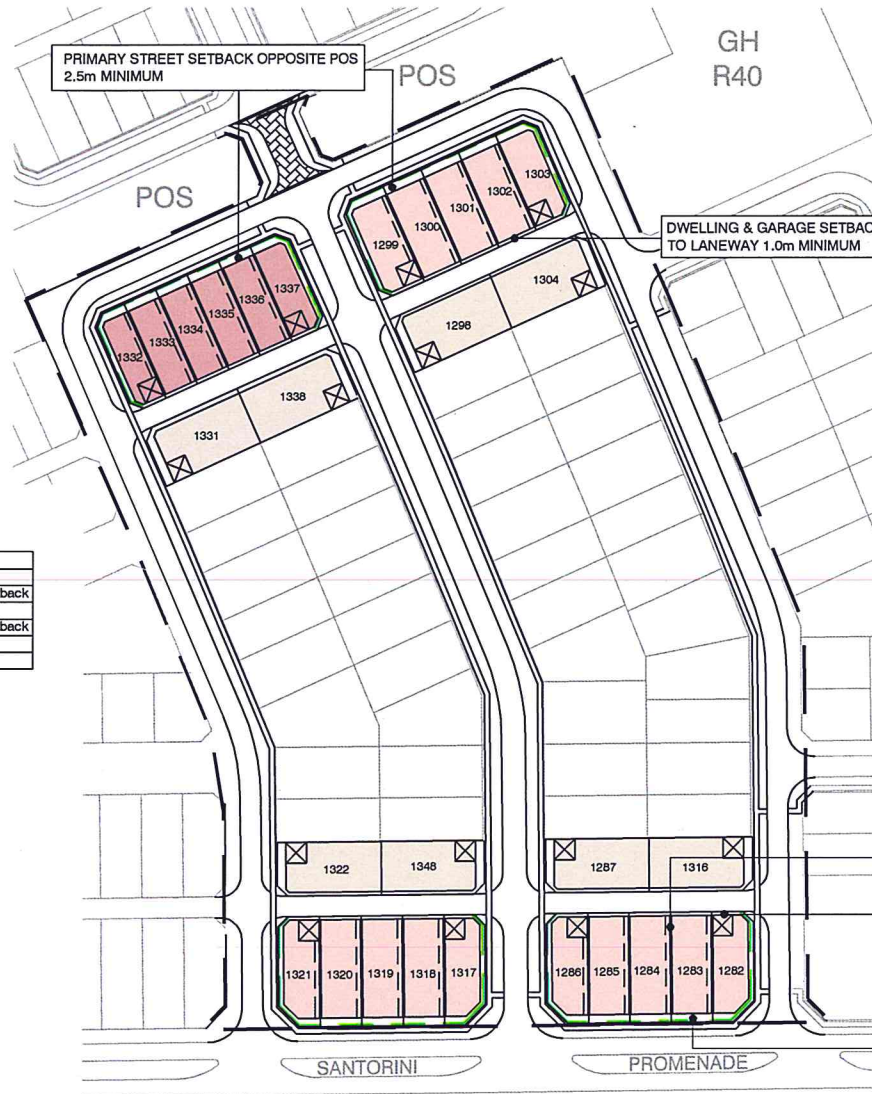 GH
R40
PRIMARY STREET SETBACK OPPOSITE POS
2.5m MINIMUM
POS
POS
1303
1302
1301
1300
1299
DWELLING & GARAGE SETBAC
TO LANEWAY 1.0m MINIMUM
1304
1298
1337
1336
1335
1334
1333
1332
1338
1331
back
back
1322
1348
1287
1316
1321
1320
1319
1318
1317
1286
1285
1284
1283
1282
SANTORINI
PROMENADE